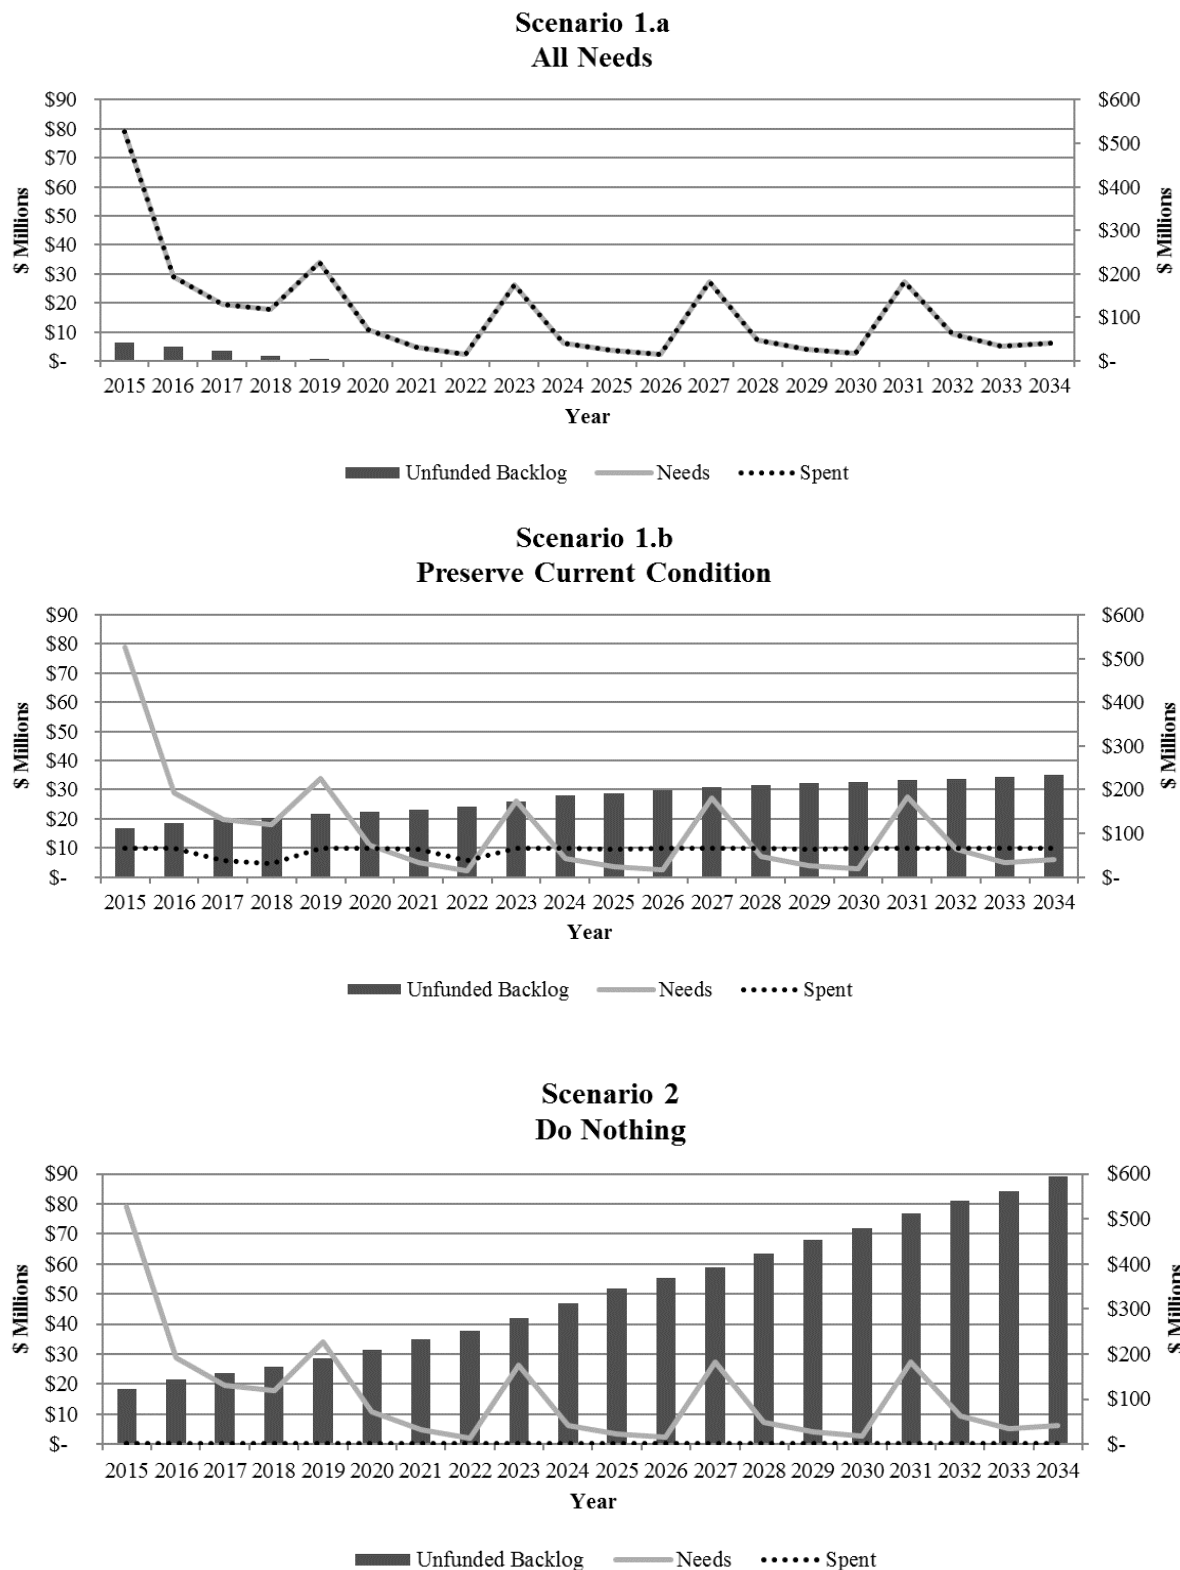 Scenario 1.a
All Needs
$90 $600
$80 $500
$70
$60 $400
$50 $300
$40
$30 $200
$20 $100
$10
$- $-
$ Millions
$ Millions
2015 2016 2017 2018 2019 2020 2021 2022 2023 2024 2025 2026 2027 2028 2029 2030 2031 2032 2033 2034
Year
Unfunded Backlog Needs Spent
Scenario 1.b
Preserve Current Condition
$90 $600
$80 $500
$70
$60 $400
$50 $300
$40
$30 $200
$20 $100
$10
$- $-
$ Millions
$ Millions
2015 2016 2017 2018 2019 2020 2021 2022 2023 2024 2025 2026 2027 2028 2029 2030 2031 2032 2033 2034
Year
Unfunded Backlog Needs Spent
Scenario 2
Do Nothing
$90 $600
$80 $500
$70
$60 $400
$50 $300
$40
$30 $200
$20 $100
$10
$- $-
$ Millions
$ Millions
2015 2016 2017 2018 2019 2020 2021 2022 2023 2024 2025 2026 2027 2028 2029 2030 2031 2032 2033 2034
Year
Unfunded Backlog Needs Spent